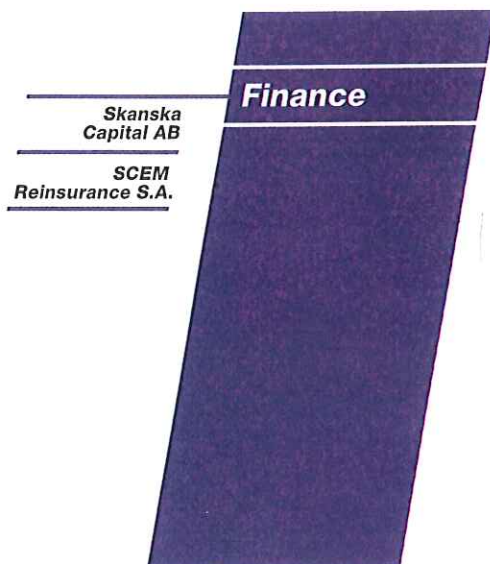 Finance
Skanska
Capital AB
SCEM
Reinsurance S.A.